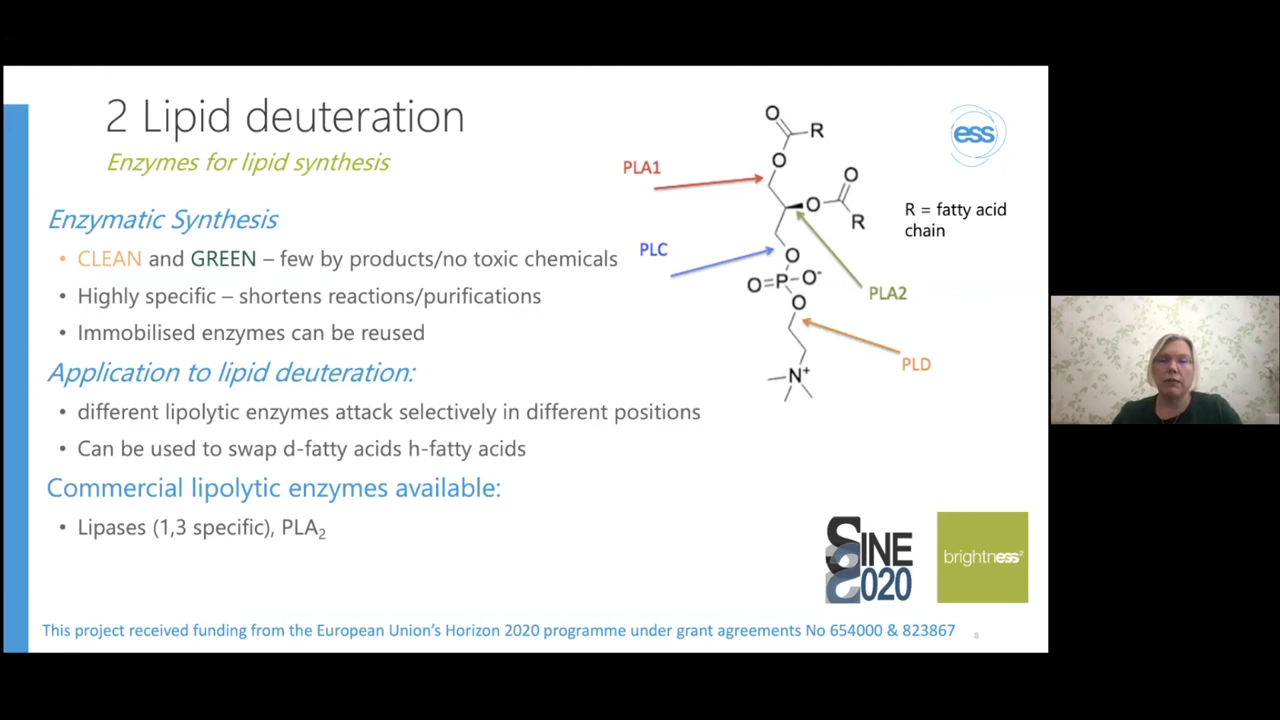 2 Lipid deuteration
Enzymes for lipid synthesis
Enzymatic Synthesis
• CLEAN and GREEN – few by products/no toxic chemicals
• Highly specific – shortens reactions/purifications
• Immobilised enzymes can be reused
Application to lipid deuteration:
• different lipolytic enzymes attack selectively in different positions
• Can be used to swap d-fatty acids h-fatty acids
Commercial lipolytic enzymes available:
• Lipases (1,3 specific), PLA₂
O
R
O
PLA1
O
O
R
PLC
O
O=P-O⁻
O
PLA2
PLD
N⁺
ess
R = fatty acid
chain
SINE
2020
brightness²
This project received funding from the European Union’s Horizon 2020 programme under grant agreements No 654000 & 823867
8